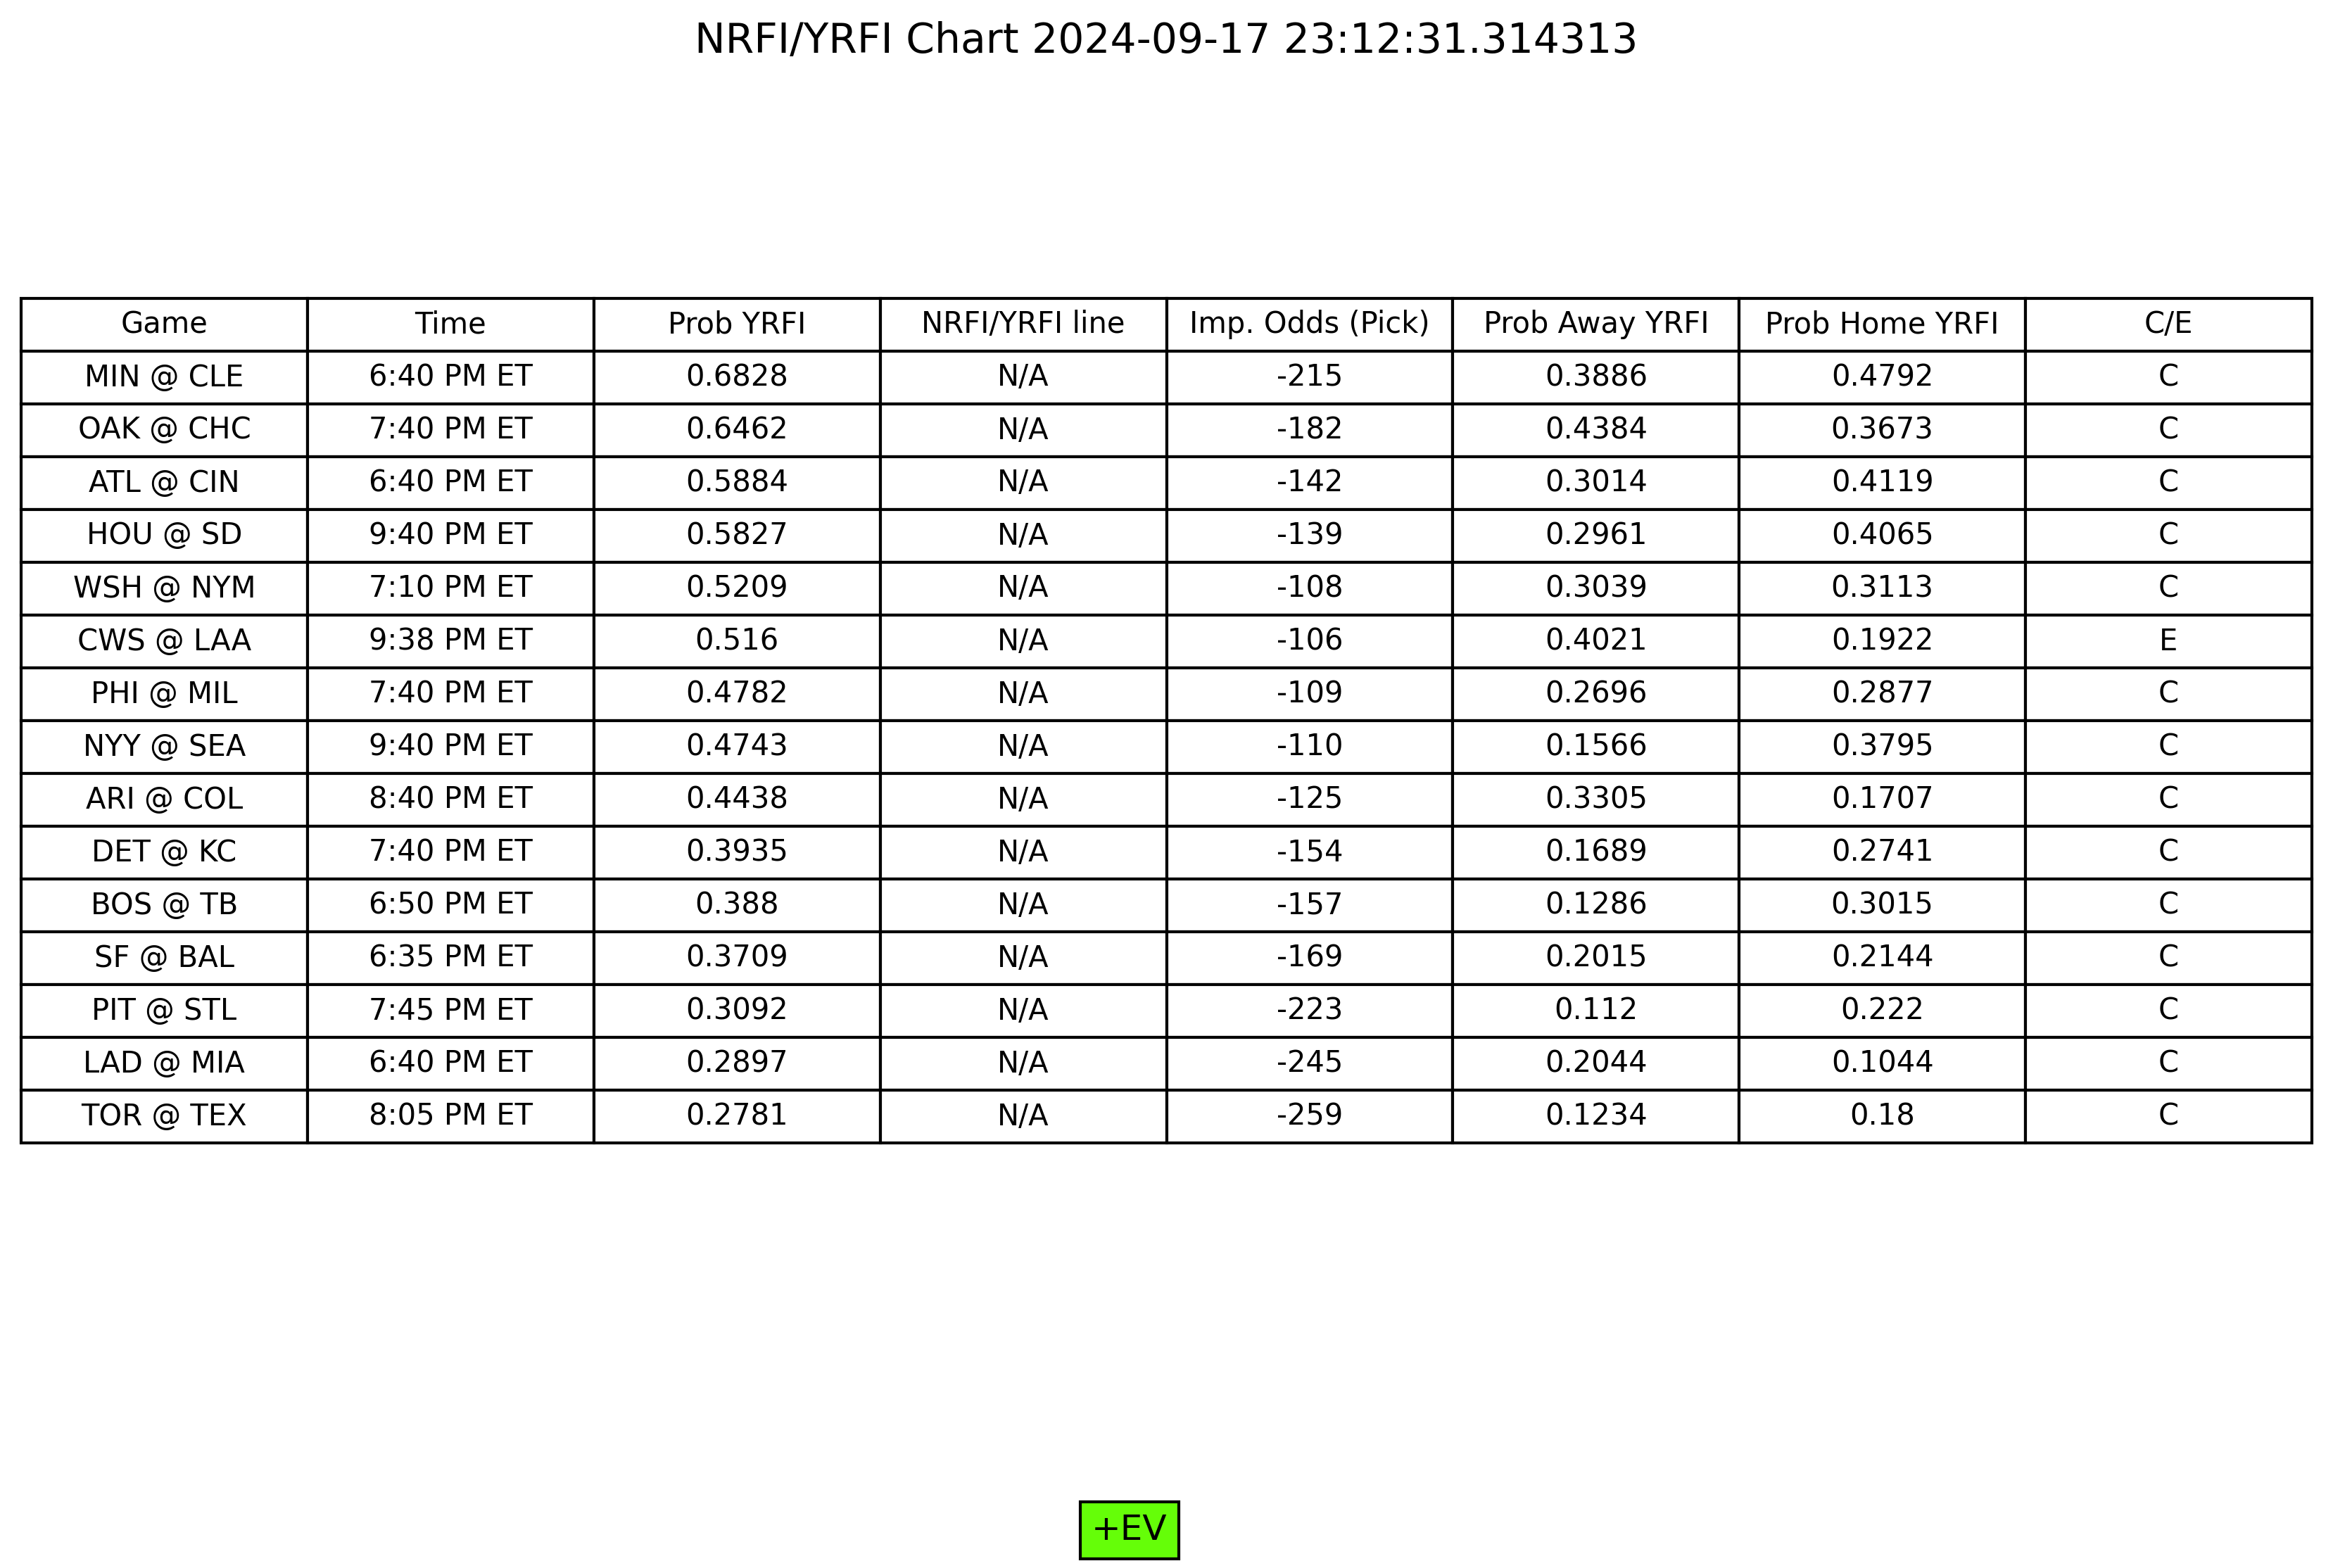 NRFI/YRFI Chart 2024-09-17 23:12:31.314313
Game Time Prob YRFI NRFI/YRFI line Imp. Odds (Pick) Prob Away YRFI Prob Home YRFI C/E
MIN @ CLE 6:40 PM ET 0.6828 N/A -215 0.3886 0.4792 C
OAK @ CHC 7:40 PM ET 0.6462 N/A -182 0.4384 0.3673 C
ATL @ CIN 6:40 PM ET 0.5884 N/A -142 0.3014 0.4119 C
HOU @ SD 9:40 PM ET 0.5827 N/A -139 0.2961 0.4065 C
WSH @ NYM 7:10 PM ET 0.5209 N/A -108 0.3039 0.3113 C
CWS @ LAA 9:38 PM ET 0.516 N/A -106 0.4021 0.1922 E
PHI @ MIL 7:40 PM ET 0.4782 N/A -109 0.2696 0.2877 C
NYY @ SEA 9:40 PM ET 0.4743 N/A -110 0.1566 0.3795 C
ARI @ COL 8:40 PM ET 0.4438 N/A -125 0.3305 0.1707 C
DET @ KC 7:40 PM ET 0.3935 N/A -154 0.1689 0.2741 C
BOS @ TB 6:50 PM ET 0.388 N/A -157 0.1286 0.3015 C
SF @ BAL 6:35 PM ET 0.3709 N/A -169 0.2015 0.2144 C
PIT @ STL 7:45 PM ET 0.3092 N/A -223 0.112 0.222 C
LAD @ MIA 6:40 PM ET 0.2897 N/A -245 0.2044 0.1044 C
TOR @ TEX 8:05 PM ET 0.2781 N/A -259 0.1234 0.18 C
+EV